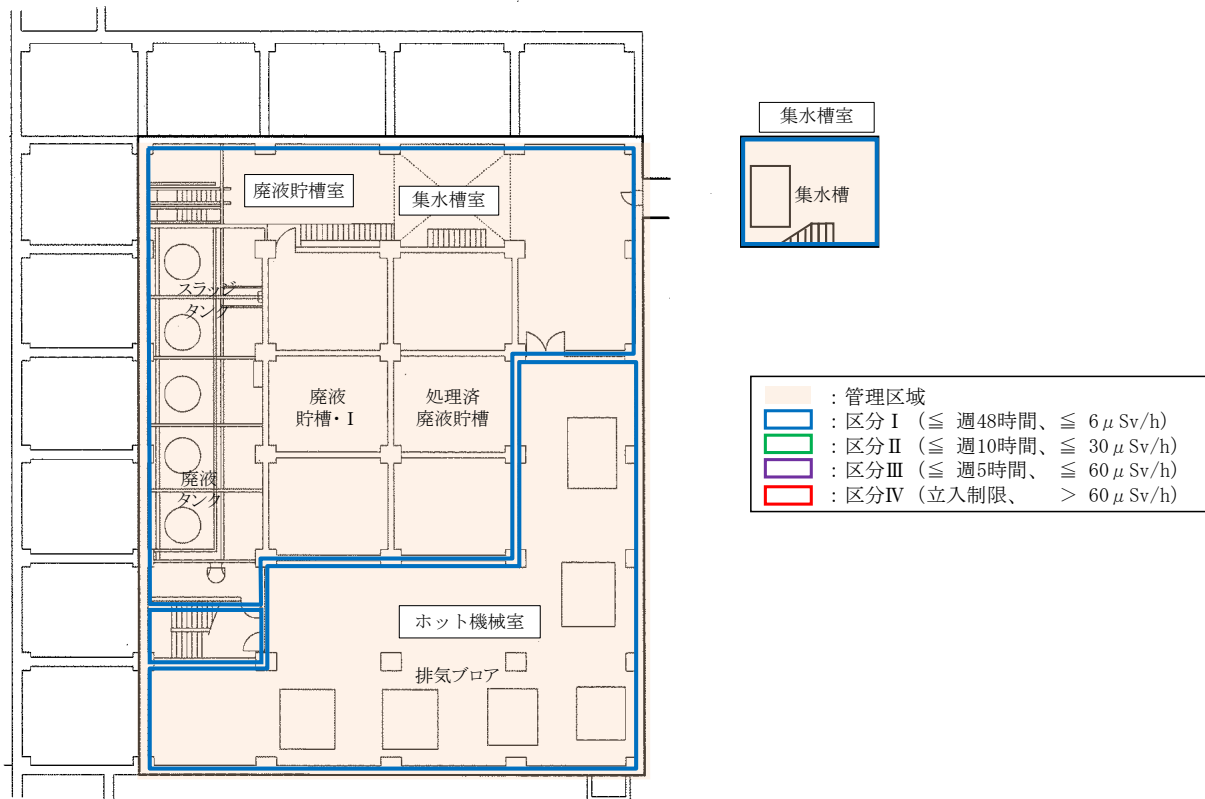 集水槽室
廃液貯槽室
集水槽室
集水槽
スラッジ
タンク
廃液
貯槽・Ⅰ
処理済
廃液貯槽
：管理区域
：区分Ⅰ（≦ 週48時間、≦ 6μSv/h）
：区分Ⅱ（≦ 週10時間、≦ 30μSv/h）
：区分Ⅲ（≦ 週5時間、 ≦ 60μSv/h）
：区分Ⅳ（立入制限、 ＞ 60μSv/h）
廃液
タンク
ホット機械室
排気ブロア